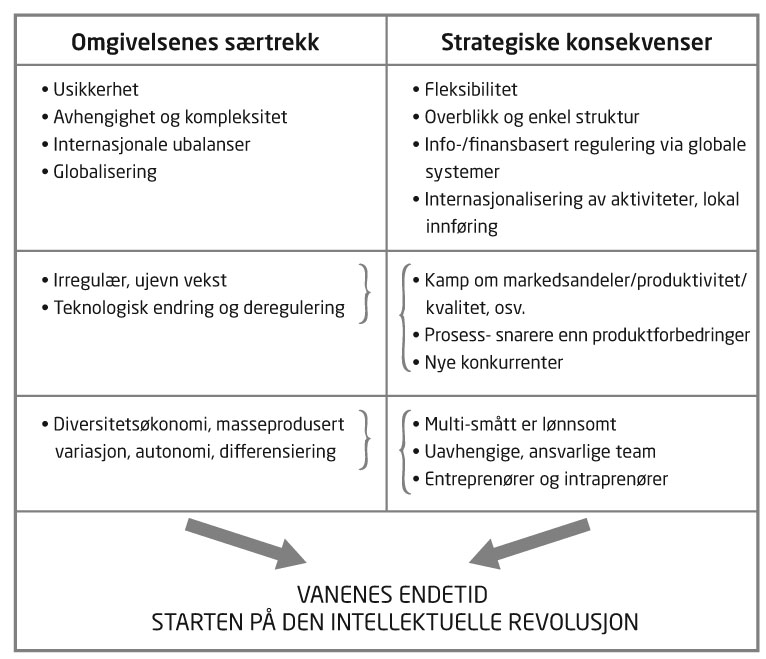 Omgivelsenes særtrekk
Strategiske konsekvenser
• Usikkerhet
• Avhengighet og kompleksitet
• Internasjonale ubalanser
• Globalisering
• Fleksibilitet
• Overblikk og enkel struktur
• Info-/finansbasert regulering via globale
systemer
• Internasjonalisering av aktiviteter, lokal
innføring
• Irregulær, ujevn vekst
• Teknologisk endring og deregulering
• Kamp om markedsandeler/produktivitet/
kvalitet, osv.
• Prosess- snarere enn produktforbedringer
• Nye konkurrenter
• Diversitetsøkonomi, masseprodusert
variasjon, autonomi, differensiering
• Multi-smått er lønnsomt
• Uavhengige, ansvarlige team
• Entreprenører og intraprenører
VANENES ENDETID
STARTEN PÅ DEN INTELLEKTUELLE REVOLUSJON